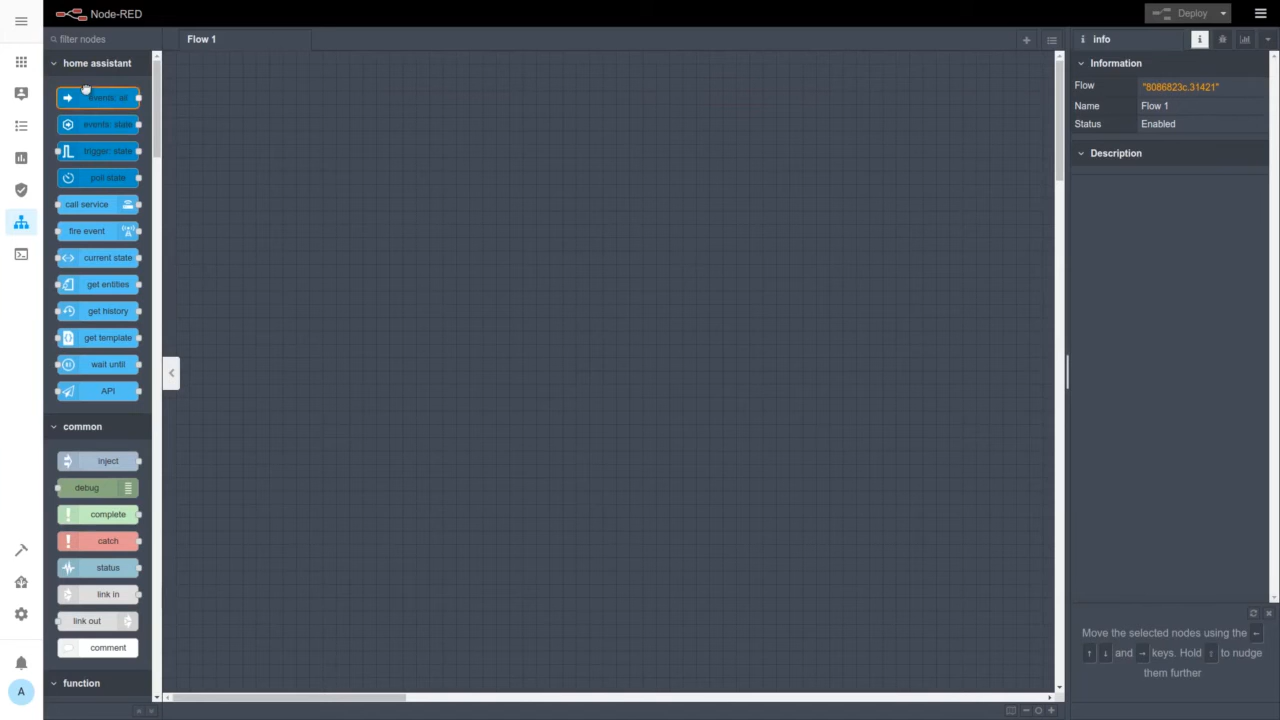 Node-RED
Deploy
filter nodes
Flow 1
info
home assistant
events: all
events: state
trigger: state
poll state
call service
fire event
current state
get entities
get history
get template
wait until
API
common
inject
debug
complete
catch
status
link in
link out
comment
function
A
Information
Flow "8086823c.31421"
Name Flow 1
Status Enabled
Description
Move the selected nodes using the ←
↑ ↓ and → keys. Hold ⇧ to nudge
them further